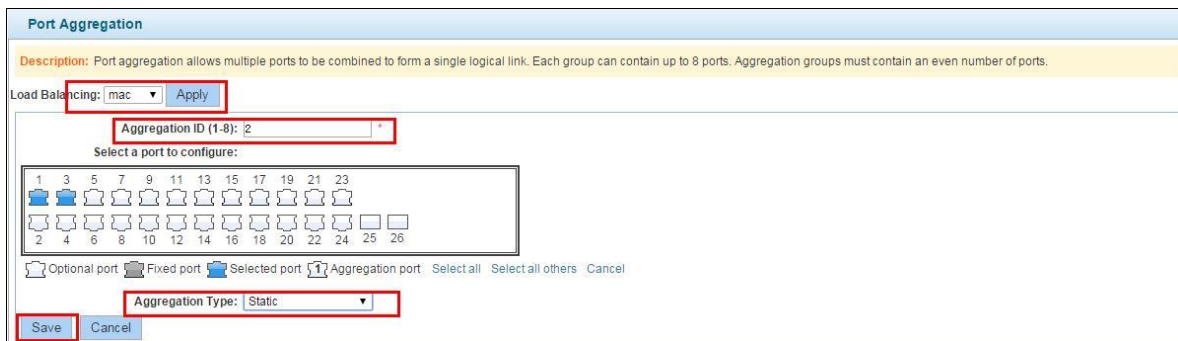 Port Aggregation
Description: Port aggregation allows multiple ports to be combined to form a single logical link. Each group can contain up to 8 ports. Aggregation groups must contain an even number of ports.
Load Balancing: mac Apply
Aggregation ID (1-8): 2 *
Select a port to configure:
1 3 5 7 9 11 13 15 17 19 21 23
2 4 6 8 10 12 14 16 18 20 22 24 25 26
Optional port Fixed port Selected port 1 Aggregation port Select all Select all others Cancel
Aggregation Type: Static
Save Cancel